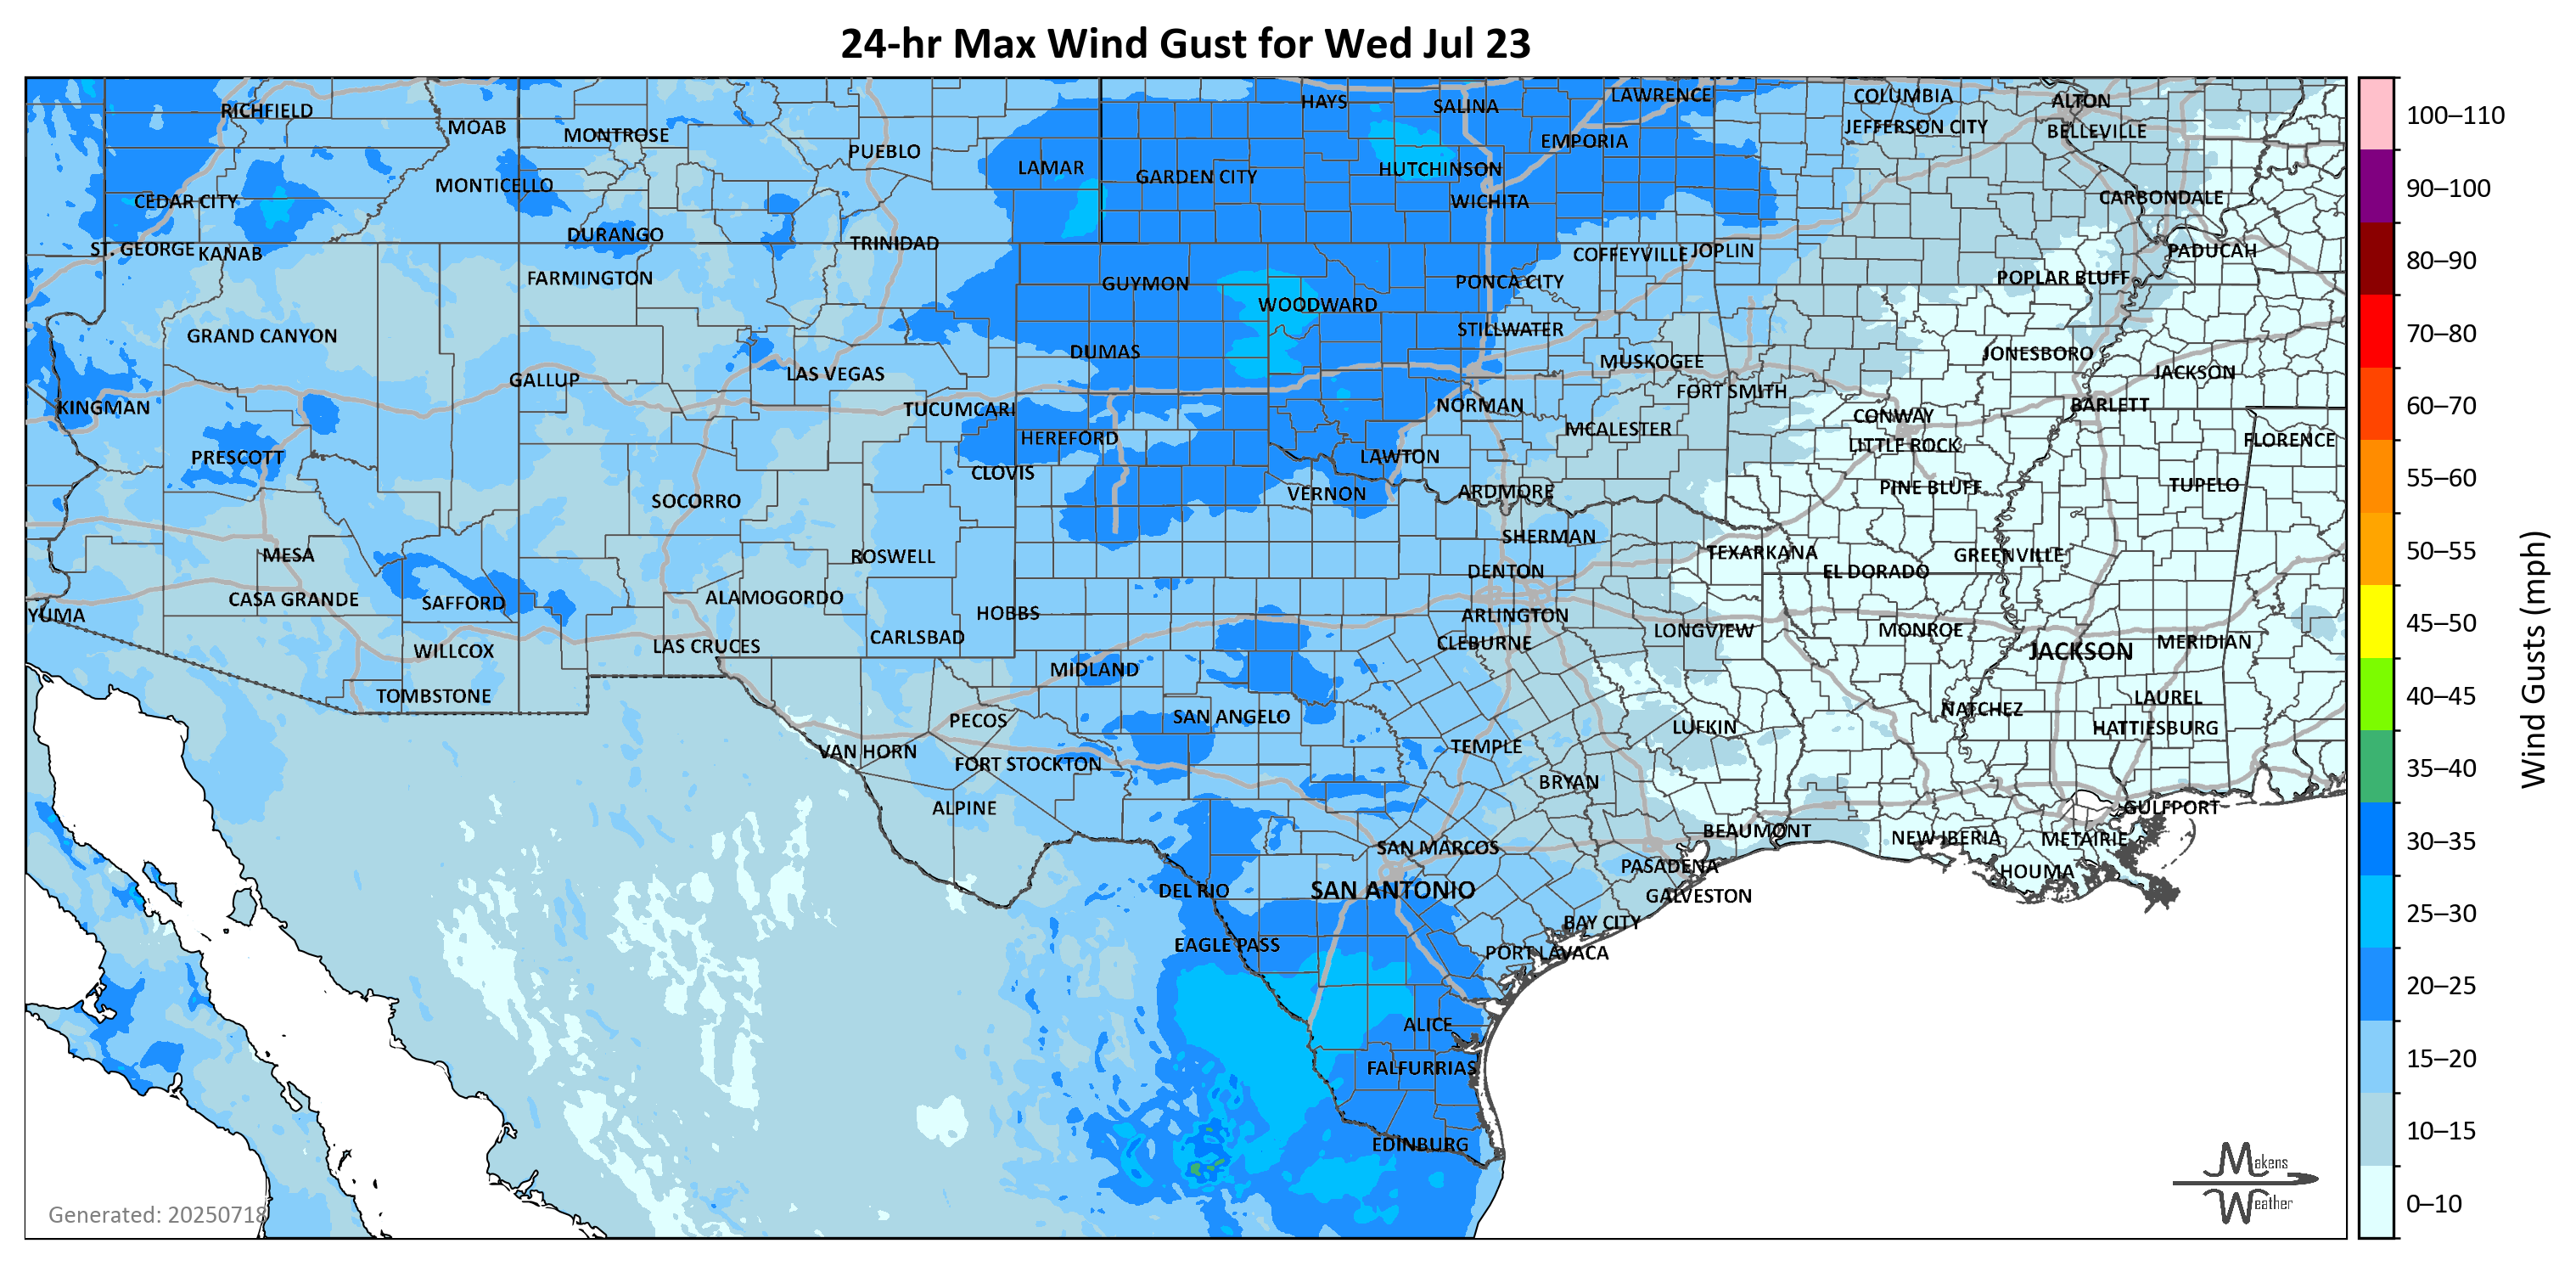 24-hr Max Wind Gust for Wed Jul 23
RICHFIELD
MOAB
MONTROSE
PUEBLO
LAMAR
HAYS
SALINA
LAWRENCE
COLUMBIA
ALTON
JEFFERSON CITY
BELLEVILLE
EMPORIA
HUTCHINSON
GARDEN CITY
MONTICELLO
CEDAR CITY
WICHITA
CARBONDALE
DURANGO
TRINIDAD
ST. GEORGE
KANAB
COFFEYVILLE
JOPLIN
PADUCAH
FARMINGTON
GUYMON
PONCA CITY
POPLAR BLUFF
WOODWARD
GRAND CANYON
STILLWATER
DUMAS
JONESBORO
MUSKOGEE
GALLUP
LAS VEGAS
JACKSON
FORT SMITH
KINGMAN
TUCUMCARI
NORMAN
CONWAY
BARLETT
MCALESTER
HEREFORD
LITTLE ROCK
FLORENCE
PRESCOTT
CLOVIS
LAWTON
VERNON
ARDMORE
PINE BLUFF
TUPELO
SOCORRO
SHERMAN
MESA
ROSWELL
TEXARKANA
GREENVILLE
DENTON
EL DORADO
CASA GRANDE
SAFFORD
ALAMOGORDO
HOBBS
ARLINGTON
YUMA
CARLSBAD
CLEBURNE
LONGVIEW
MONROE
MERIDIAN
WILLCOX
LAS CRUCES
JACKSON
MIDLAND
TOMBSTONE
LAUREL
NATCHEZ
PECOS
SAN ANGELO
LUFKIN
HATTIESBURG
VAN HORN
TEMPLE
FORT STOCKTON
BRYAN
ALPINE
GULFPORT
BEAUMONT
NEW IBERIA
METAIRIE
SAN MARCOS
PASADENA
HOUMA
DEL RIO
SAN ANTONIO
GALVESTON
BAY CITY
EAGLE PASS
PORT LAVACA
ALICE
FALFURRIAS
EDINBURG
Generated: 20250718
Makens
Weather
100–110
90–100
80–90
70–80
60–70
55–60
50–55
45–50
40–45
35–40
30–35
25–30
20–25
15–20
10–15
0–10
Wind Gusts (mph)